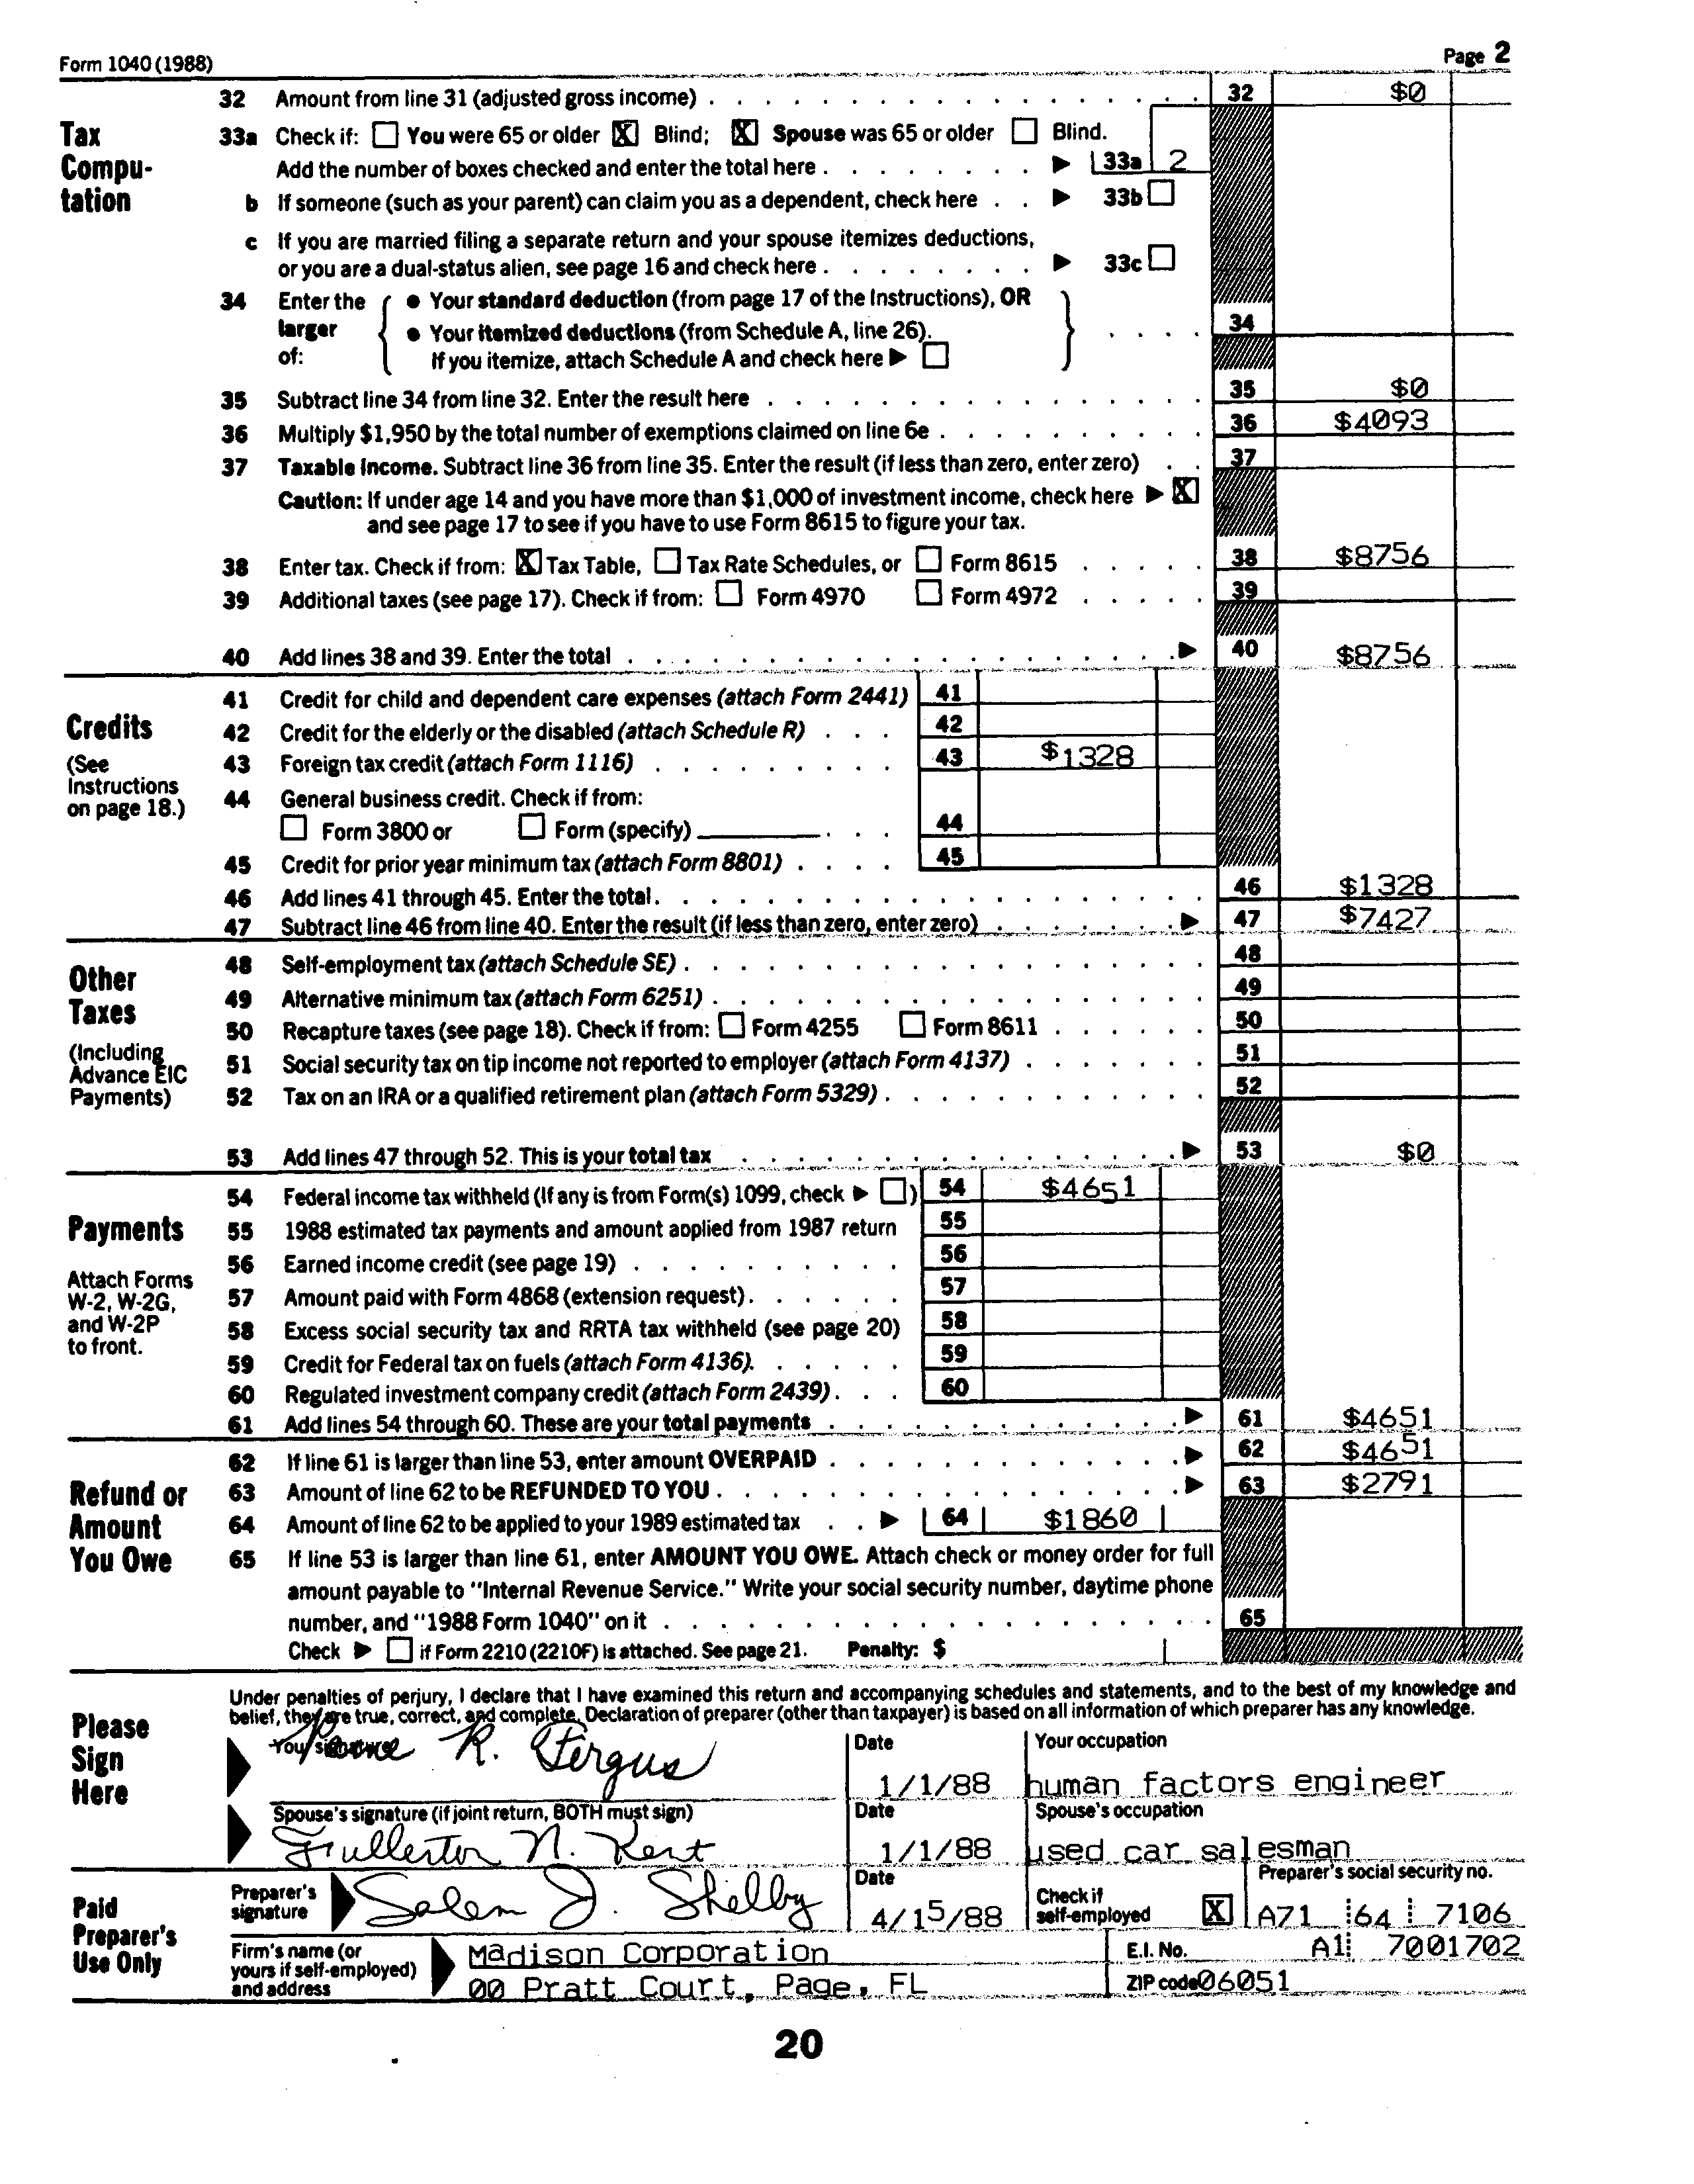 Form 1040 (1988)
Page 2
32 Amount from line 31 (adjusted gross income) . . . 32 $0
Tax Compu-tation
33a Check if: ☐ You were 65 or older ☒ Blind; ☒ Spouse was 65 or older ☐ Blind.
Add the number of boxes checked and enter the total here . . . ▶ 33a 2
b If someone (such as your parent) can claim you as a dependent, check here . . ▶ 33b ☐
c If you are married filing a separate return and your spouse itemizes deductions,
or you are a dual-status alien, see page 16 and check here . . . ▶ 33c ☐
34 Enter the larger of: { ● Your standard deduction (from page 17 of the Instructions), OR
● Your itemized deductions (from Schedule A, line 26). } . . . . 34
If you itemize, attach Schedule A and check here ▶ ☐
35 Subtract line 34 from line 32. Enter the result here . . . 35 $0
36 Multiply $1,950 by the total number of exemptions claimed on line 6e . . . 36 $4093
37 Taxable income. Subtract line 36 from line 35. Enter the result (if less than zero, enter zero) . . 37
Caution: If under age 14 and you have more than $1,000 of investment income, check here ▶ ☒
and see page 17 to see if you have to use Form 8615 to figure your tax.
38 Enter tax. Check if from: ☒ Tax Table, ☐ Tax Rate Schedules, or ☐ Form 8615 . . . 38 $8756
39 Additional taxes (see page 17). Check if from: ☐ Form 4970 ☐ Form 4972 . . . 39
40 Add lines 38 and 39. Enter the total . . . ▶ 40 $8756
Credits
(See Instructions on page 18.)
41 Credit for child and dependent care expenses (attach Form 2441) 41
42 Credit for the elderly or the disabled (attach Schedule R) . . . 42
43 Foreign tax credit (attach Form 1116) . . . 43 $1328
44 General business credit. Check if from:
☐ Form 3800 or ☐ Form (specify) ______ . . . 44
45 Credit for prior year minimum tax (attach Form 8801) . . . . 45
46 Add lines 41 through 45. Enter the total . . . 46 $1328
47 Subtract line 46 from line 40. Enter the result (if less than zero, enter zero) . . . ▶ 47 $7427
Other Taxes
(Including Advance EIC Payments)
48 Self-employment tax (attach Schedule SE) . . . 48
49 Alternative minimum tax (attach Form 6251) . . . 49
50 Recapture taxes (see page 18). Check if from: ☐ Form 4255 ☐ Form 8611 . . . 50
51 Social security tax on tip income not reported to employer (attach Form 4137) . . . 51
52 Tax on an IRA or a qualified retirement plan (attach Form 5329) . . . 52
53 Add lines 47 through 52. This is your total tax . . . ▶ 53 $0
Payments
Attach Forms W-2, W-2G, and W-2P to front.
54 Federal income tax withheld (If any is from Form(s) 1099, check ▶ ☐) 54 $4651
55 1988 estimated tax payments and amount applied from 1987 return 55
56 Earned income credit (see page 19) . . . 56
57 Amount paid with Form 4868 (extension request) . . . 57
58 Excess social security tax and RRTA tax withheld (see page 20) 58
59 Credit for Federal tax on fuels (attach Form 4136) . . . 59
60 Regulated investment company credit (attach Form 2439) . . . 60
61 Add lines 54 through 60. These are your total payments . . . ▶ 61 $4651
Refund or Amount You Owe
62 If line 61 is larger than line 53, enter amount OVERPAID . . . ▶ 62 $4651
63 Amount of line 62 to be REFUNDED TO YOU . . . ▶ 63 $2791
64 Amount of line 62 to be applied to your 1989 estimated tax . . ▶ 64 $1860
65 If line 53 is larger than line 61, enter AMOUNT YOU OWE. Attach check or money order for full
amount payable to "Internal Revenue Service." Write your social security number, daytime phone
number, and "1988 Form 1040" on it . . . 65
Check ▶ ☐ if Form 2210 (2210F) is attached. See page 21. Penalty: $
Please Sign Here
Under penalties of perjury, I declare that I have examined this return and accompanying schedules and statements, and to the best of my knowledge and
belief, they are true, correct, and complete. Declaration of preparer (other than taxpayer) is based on all information of which preparer has any knowledge.
Your signature R. Fergus
Date 1/1/88
Your occupation human factors engineer
Spouse's signature (if joint return, BOTH must sign) Fullerton N. Kent
Date 1/1/88
Spouse's occupation used car salesman
Paid Preparer's Use Only
Preparer's signature Salem J. Shelby
Date 4/15/88
Check if self-employed ☒
Preparer's social security no. A71 64 7106
Firm's name (or yours if self-employed) and address
Madison Corporation
00 Pratt Court, Page, FL
E.I. No. A1 7001702
ZIP code 06051
20